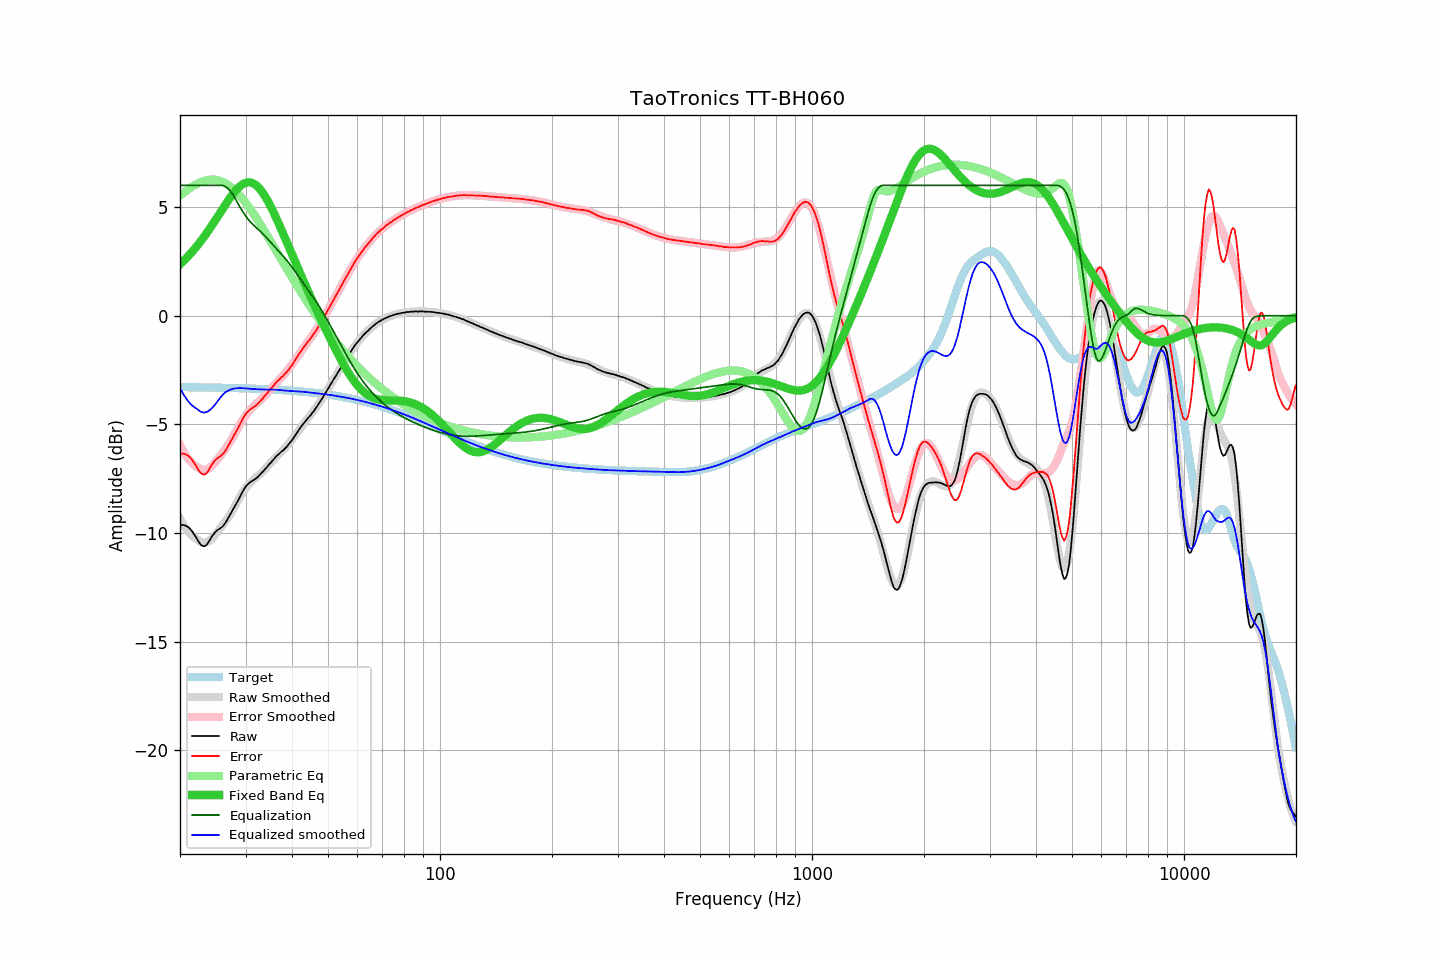 TaoTronics TT-BH060
Amplitude (dBr)
5
0
−5
−10
−15
−20
Target
Raw Smoothed
Error Smoothed
Raw
Error
Parametric Eq
Fixed Band Eq
Equalization
Equalized smoothed
100
1000
10000
Frequency (Hz)